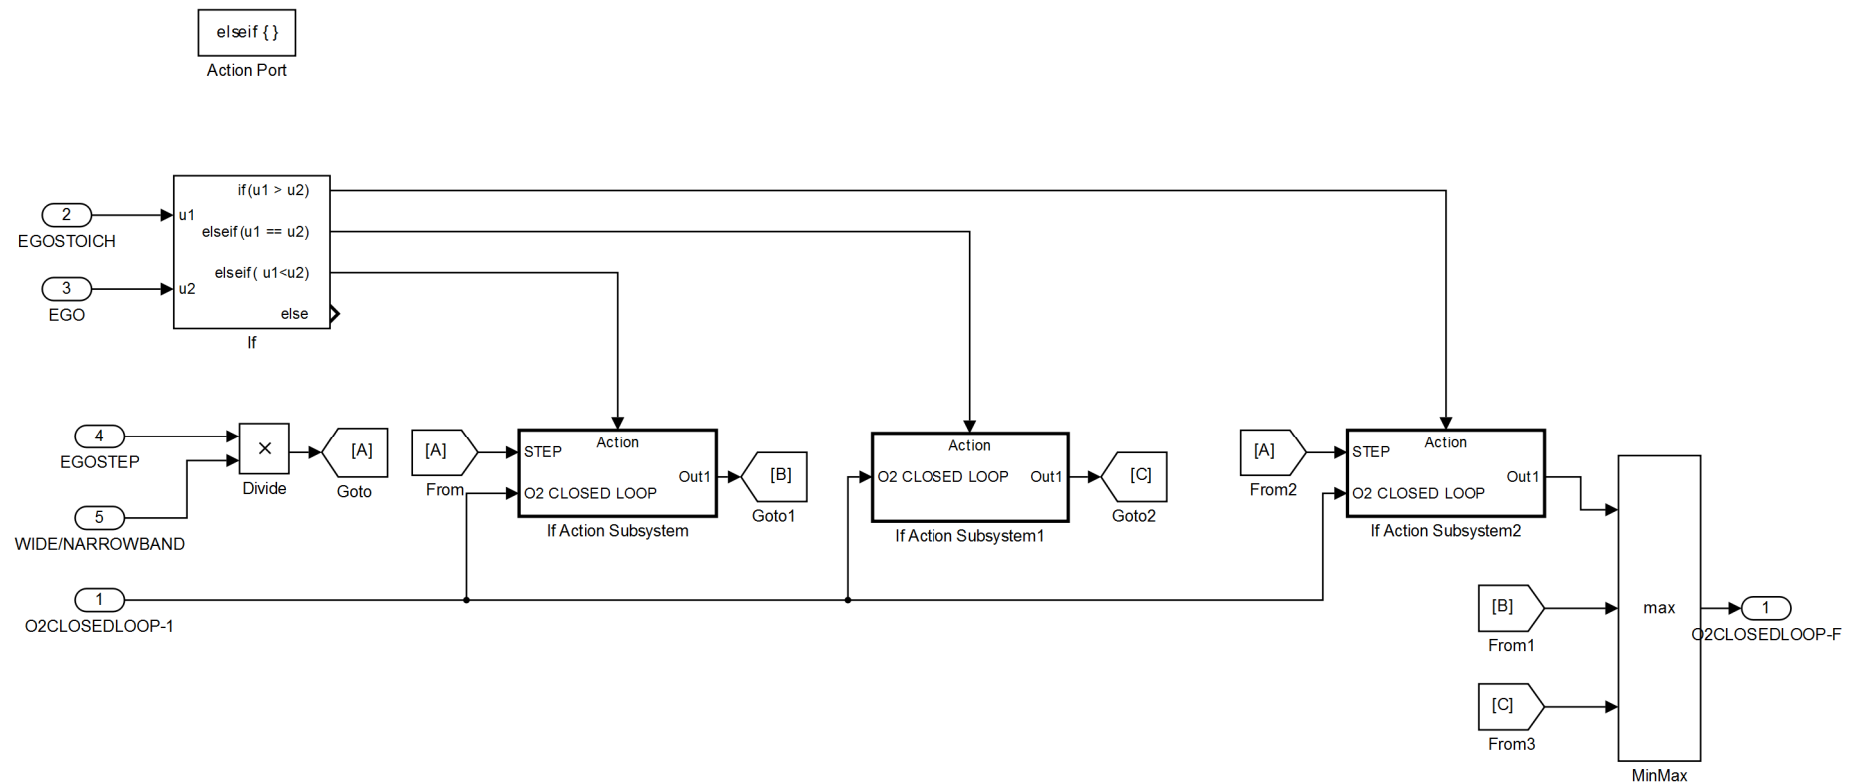 elseif { }
Action Port
if(u1 > u2)
2
u1
EGOSTOICH
elseif(u1 == u2)
elseif( u1<u2)
3
u2
EGO
else
If
4
EGOSTEP
×
Divide
[A]
Goto
5
WIDE/NARROWBAND
1
O2CLOSEDLOOP-1
[A]
From
Action
STEP
Out1
O2 CLOSED LOOP
If Action Subsystem
[B]
Goto1
Action
O2 CLOSED LOOP
Out1
If Action Subsystem1
[C]
Goto2
[A]
From2
Action
STEP
Out1
O2 CLOSED LOOP
If Action Subsystem2
[B]
From1
[C]
From3
max
MinMax
1
O2CLOSEDLOOP-F